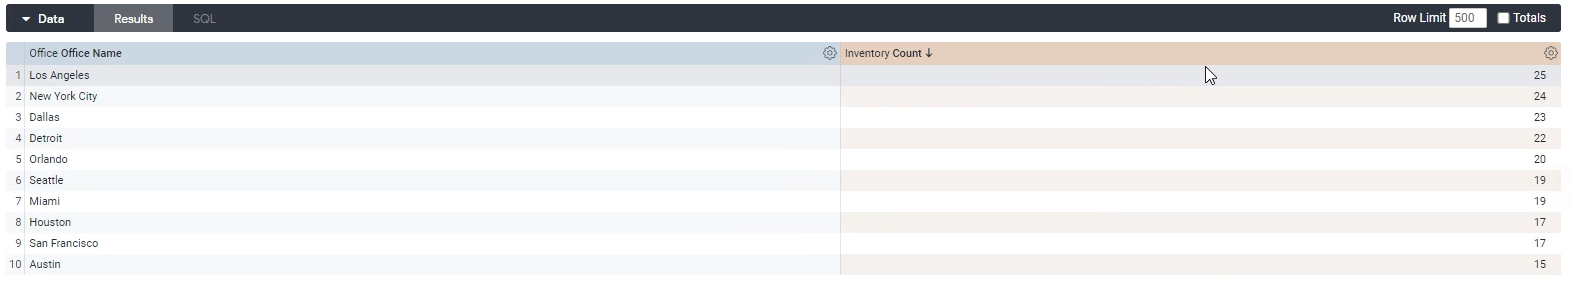 Data Results SQL Row Limit 500 Totals
Office Office Name Inventory Count ↓
1 Los Angeles 25
2 New York City 24
3 Dallas 23
4 Detroit 22
5 Orlando 20
6 Seattle 19
7 Miami 19
8 Houston 17
9 San Francisco 17
10 Austin 15